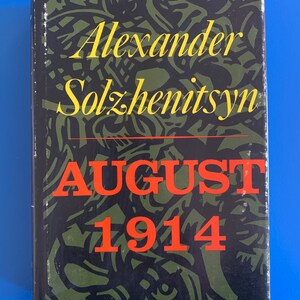 Alexander
Solzhenitsyn
AUGUST
1914